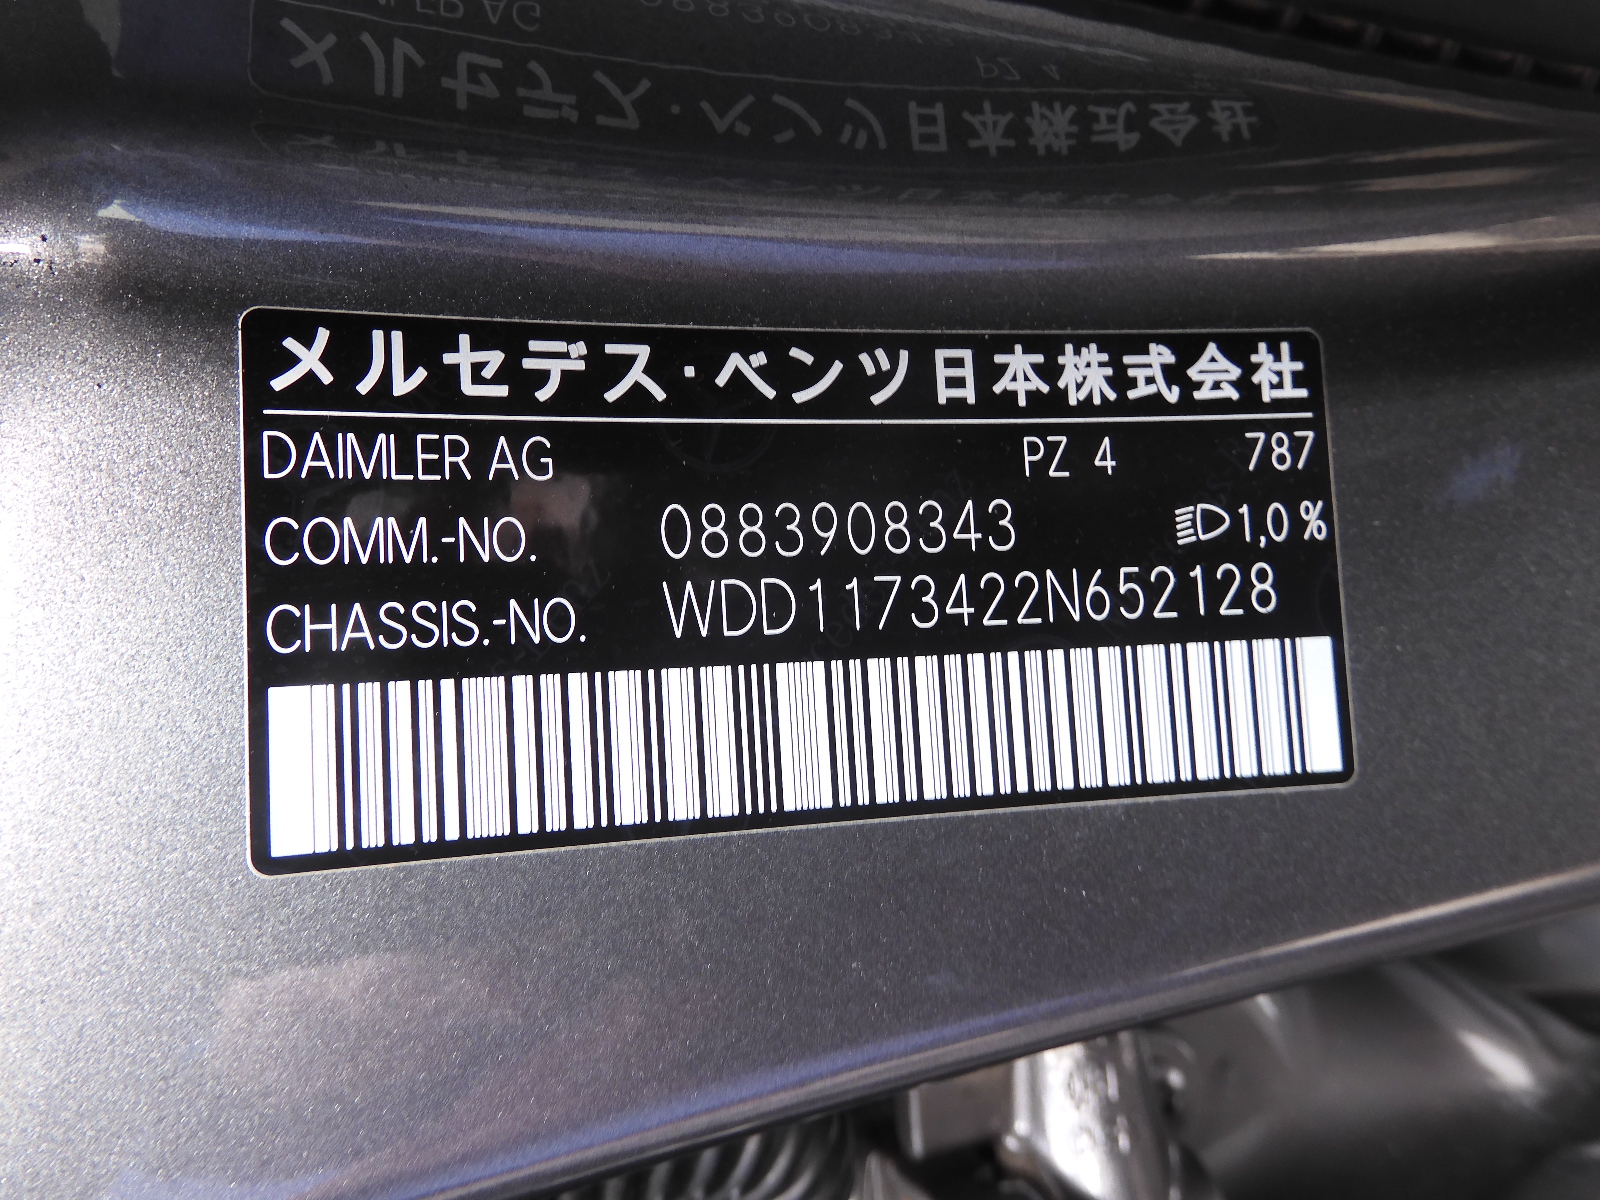 メルセデス・ベンツ日本株式会社
DAIMLER AG PZ 4 787
COMM.-NO. 0883908343 1,0 %
CHASSIS.-NO. WDD1173422N652128